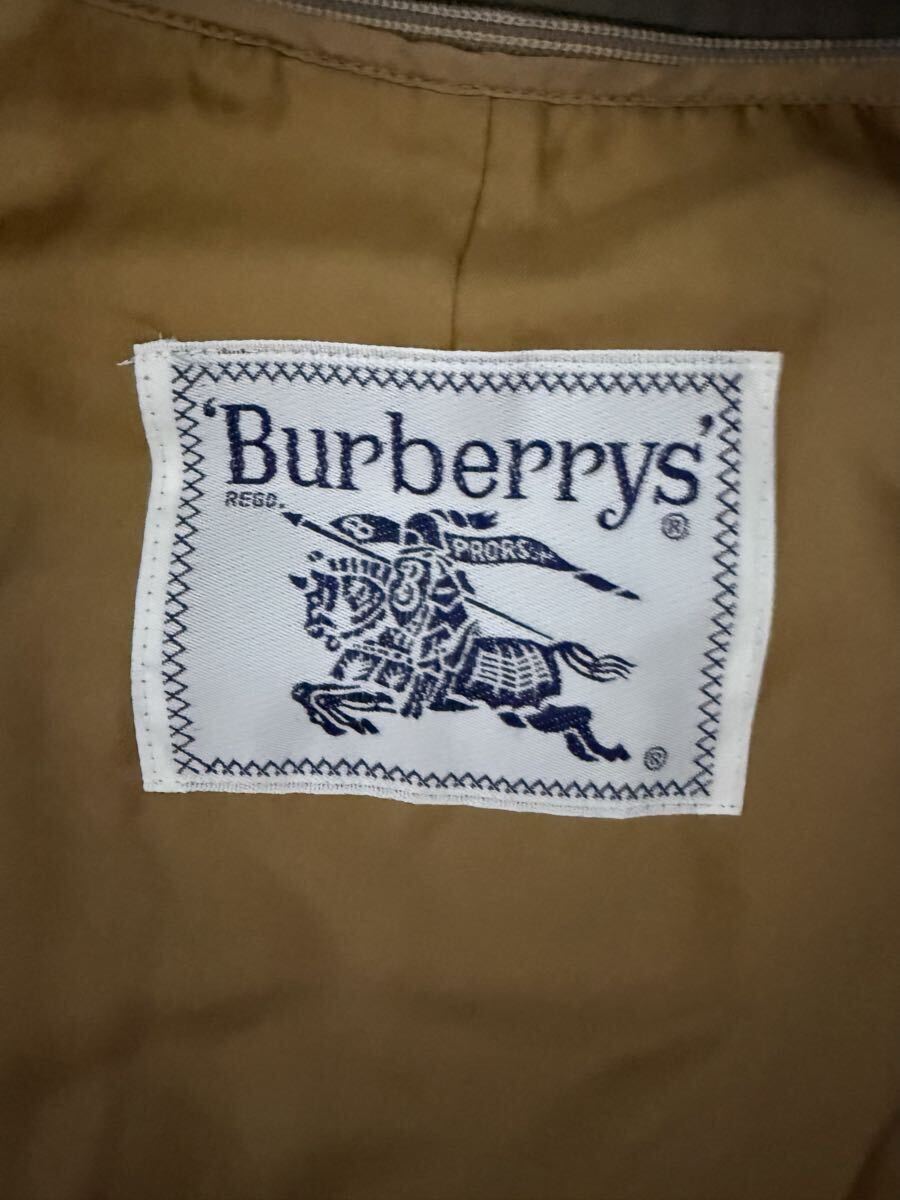 'Burberrys'
REGD. ®
B PRORSUM
B
®